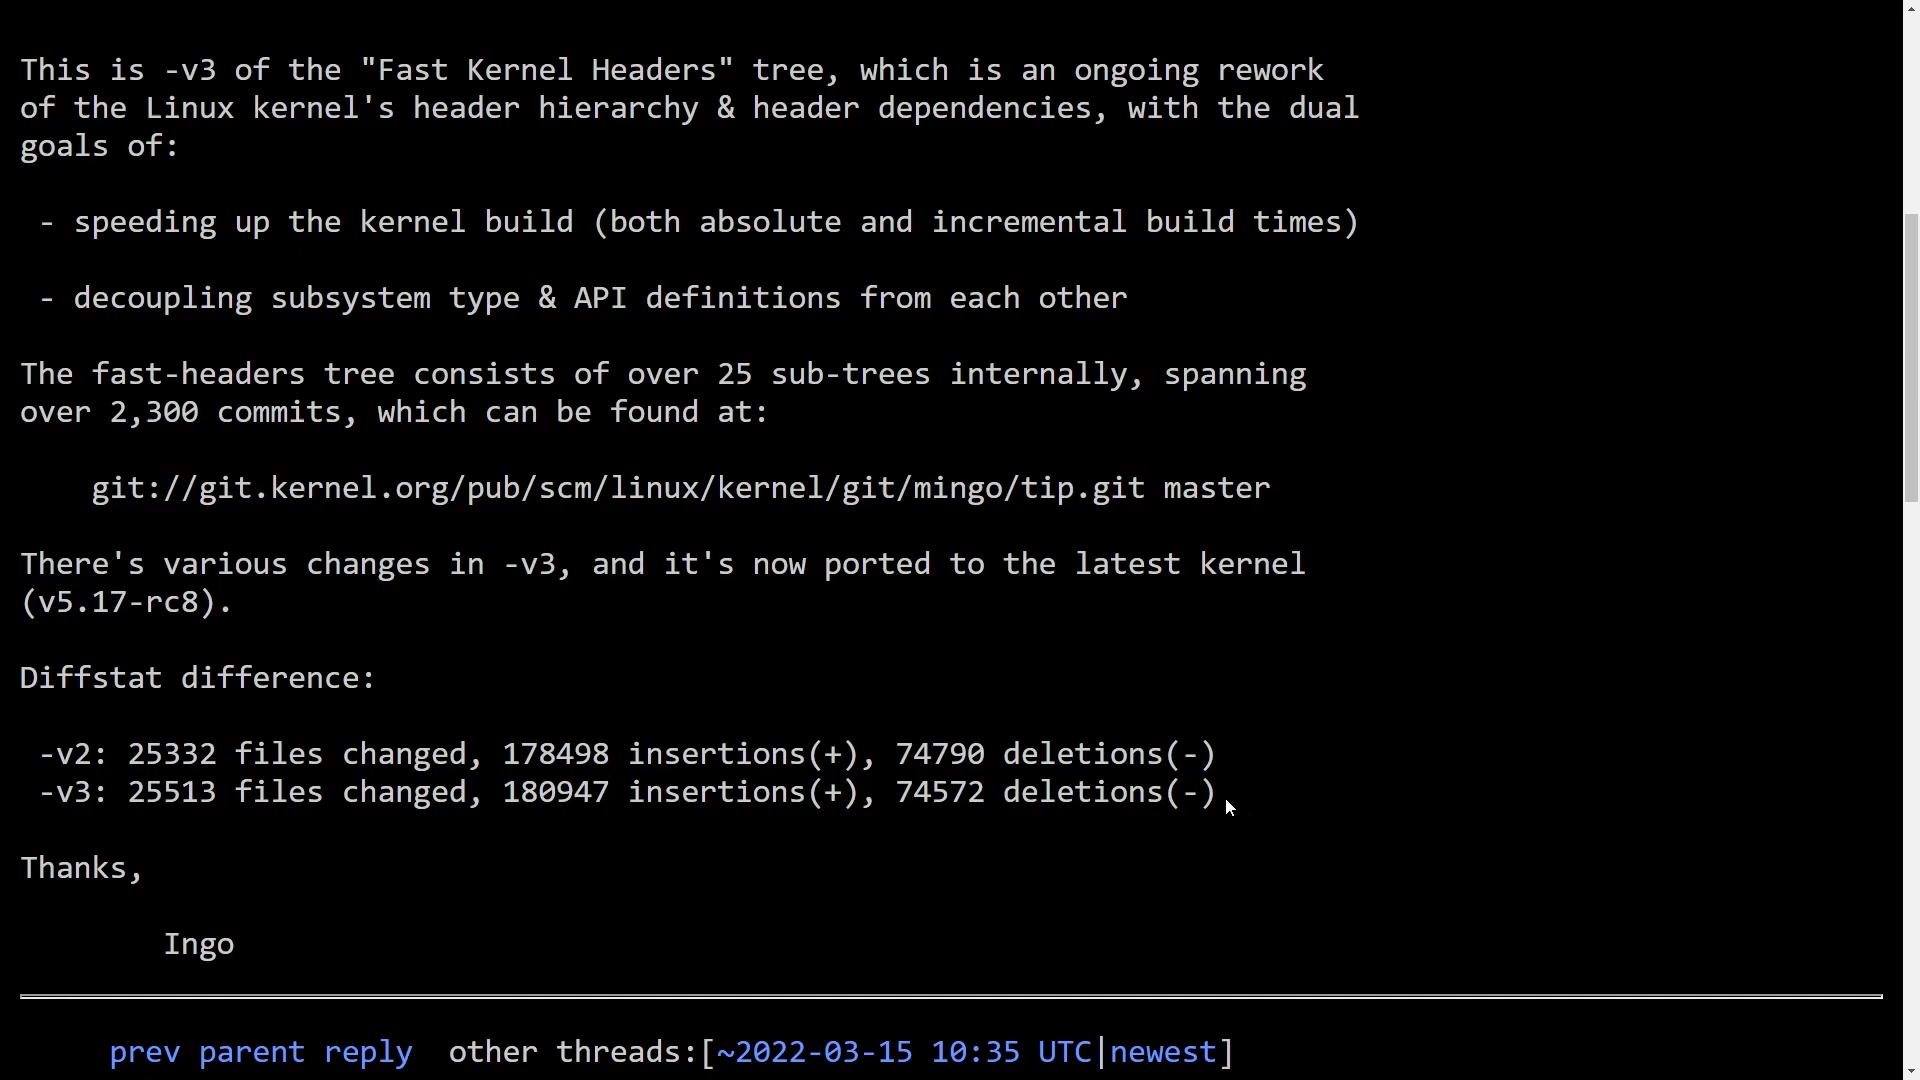 This is -v3 of the "Fast Kernel Headers" tree, which is an ongoing rework
of the Linux kernel's header hierarchy & header dependencies, with the dual
goals of:
- speeding up the kernel build (both absolute and incremental build times)
- decoupling subsystem type & API definitions from each other
The fast-headers tree consists of over 25 sub-trees internally, spanning
over 2,300 commits, which can be found at:
git://git.kernel.org/pub/scm/linux/kernel/git/mingo/tip.git master
There's various changes in -v3, and it's now ported to the latest kernel
(v5.17-rc8).
Diffstat difference:
-v2: 25332 files changed, 178498 insertions(+), 74790 deletions(-)
-v3: 25513 files changed, 180947 insertions(+), 74572 deletions(-)
Thanks,
Ingo
prev parent reply  other threads:[~2022-03-15 10:35 UTC|newest]